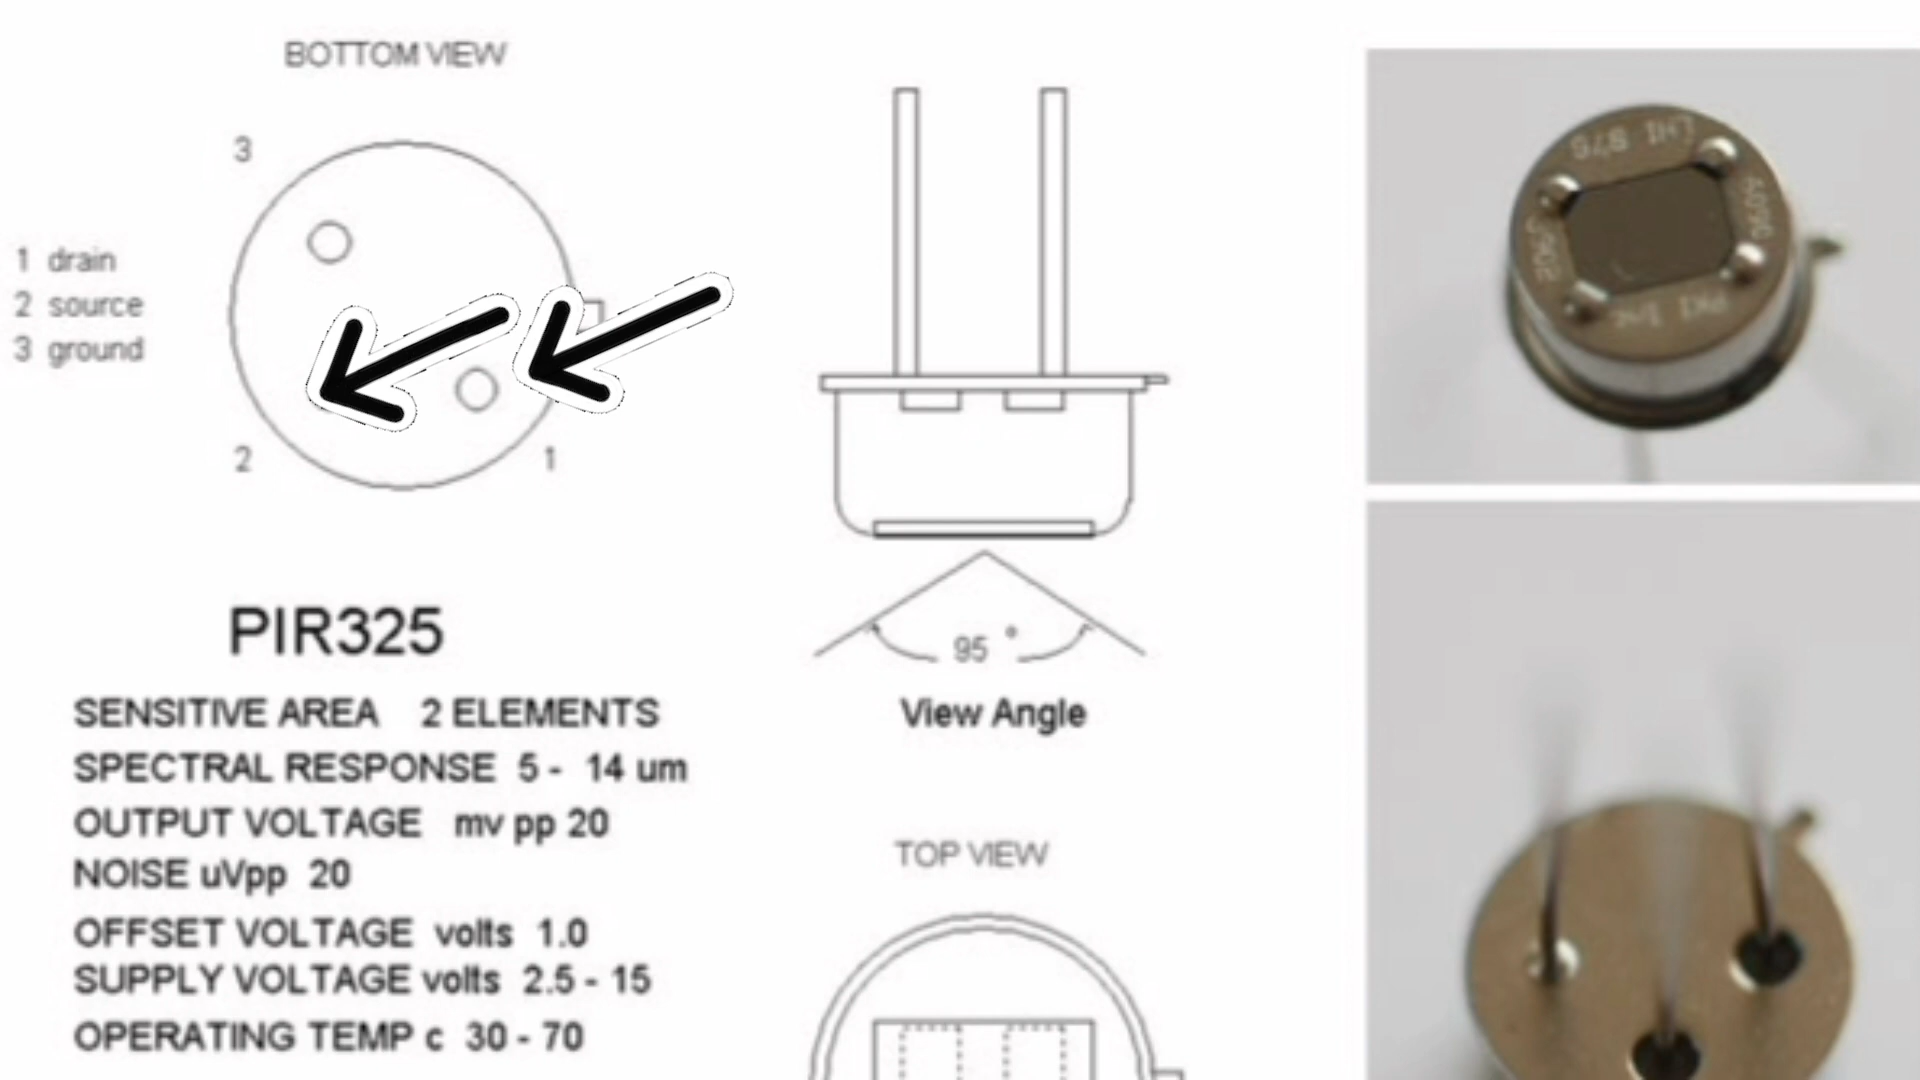 BOTTOM VIEW
3
1 drain
2 source
3 ground
2
1
PIR325
SENSITIVE AREA 2 ELEMENTS
SPECTRAL RESPONSE 5 - 14 um
OUTPUT VOLTAGE mv pp 20
NOISE uVpp 20
OFFSET VOLTAGE volts 1.0
SUPPLY VOLTAGE volts 2.5 - 15
OPERATING TEMP c 30 - 70
95 °
View Angle
TOP VIEW
LHI 878